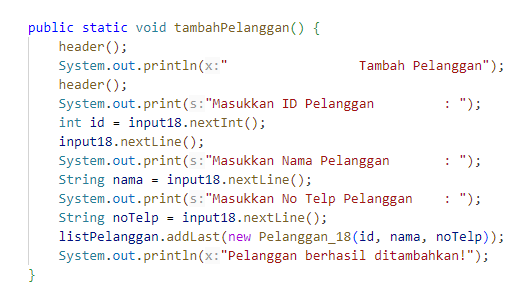 public static void tambahPelanggan() {
    header();
    System.out.println(x:"                 Tambah Pelanggan");
    header();
    System.out.print(s:"Masukkan ID Pelanggan         : ");
    int id = input18.nextInt();
    input18.nextLine();
    System.out.print(s:"Masukkan Nama Pelanggan       : ");
    String nama = input18.nextLine();
    System.out.print(s:"Masukkan No Telp Pelanggan    : ");
    String noTelp = input18.nextLine();
    listPelanggan.addLast(new Pelanggan_18(id, nama, noTelp));
    System.out.println(x:"Pelanggan berhasil ditambahkan!");
}